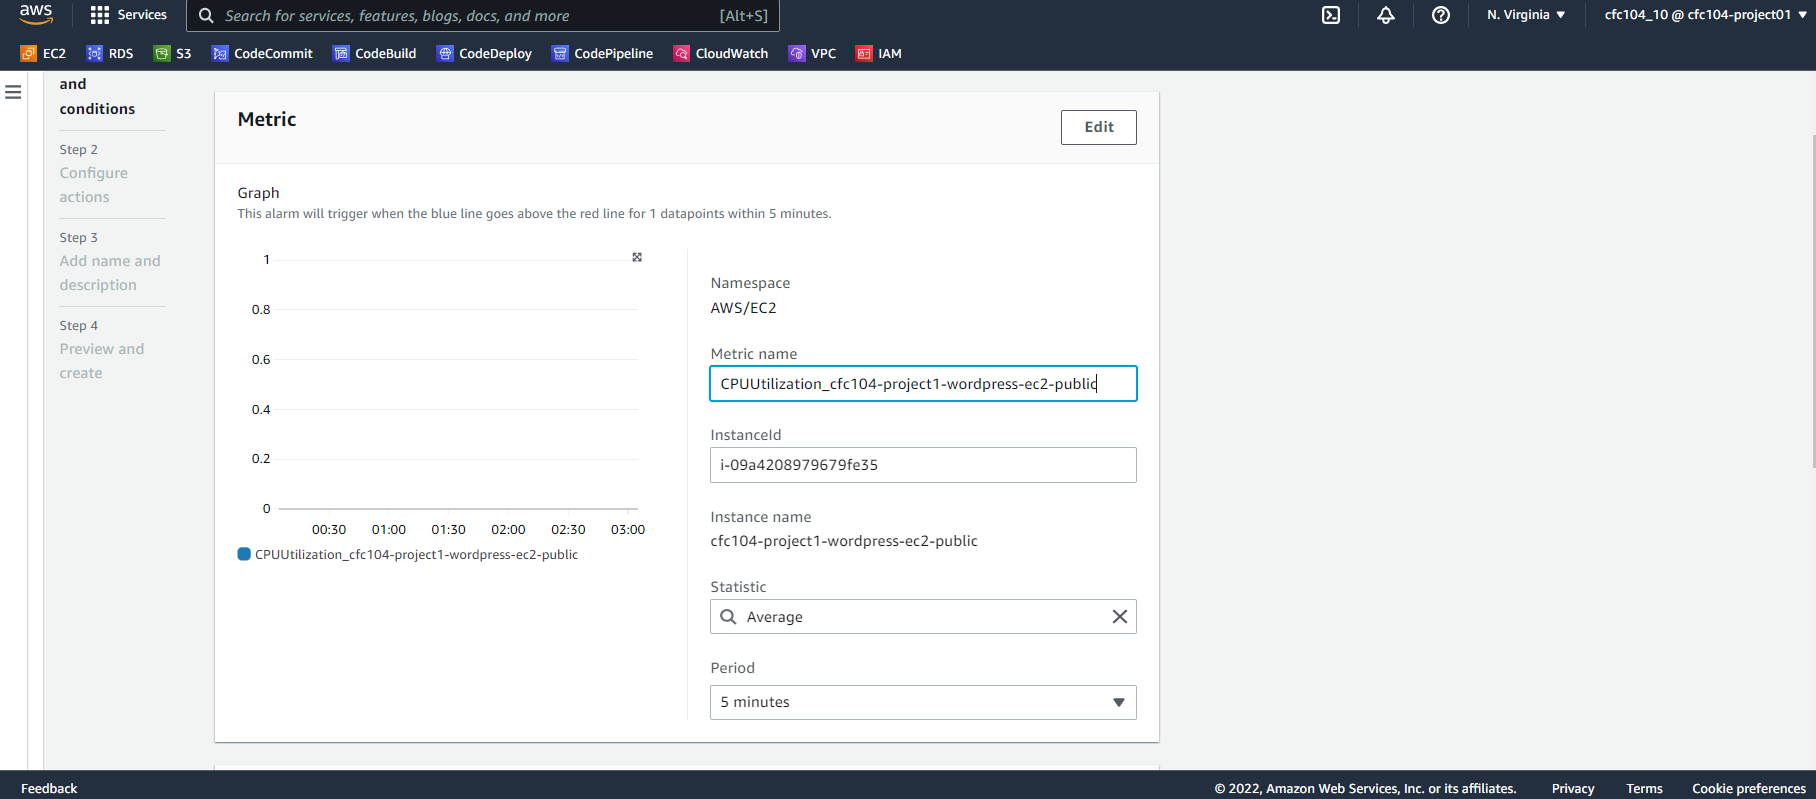 aws
Services
Search for services, features, blogs, docs, and more
[Alt+S]
N. Virginia ▼
cfc104_10 @ cfc104-project01 ▼
EC2
RDS
S3
CodeCommit
CodeBuild
CodeDeploy
CodePipeline
CloudWatch
VPC
IAM
and
conditions
Step 2
Configure
actions
Step 3
Add name and
description
Step 4
Preview and
create
Metric
Edit
Graph
This alarm will trigger when the blue line goes above the red line for 1 datapoints within 5 minutes.
1
0.8
0.6
0.4
0.2
0
00:30 01:00 01:30 02:00 02:30 03:00
CPUUtilization_cfc104-project1-wordpress-ec2-public
Namespace
AWS/EC2
Metric name
CPUUtilization_cfc104-project1-wordpress-ec2-public
InstanceId
i-09a4208979679fe35
Instance name
cfc104-project1-wordpress-ec2-public
Statistic
Average
Period
5 minutes
Feedback
© 2022, Amazon Web Services, Inc. or its affiliates.
Privacy
Terms
Cookie preferences